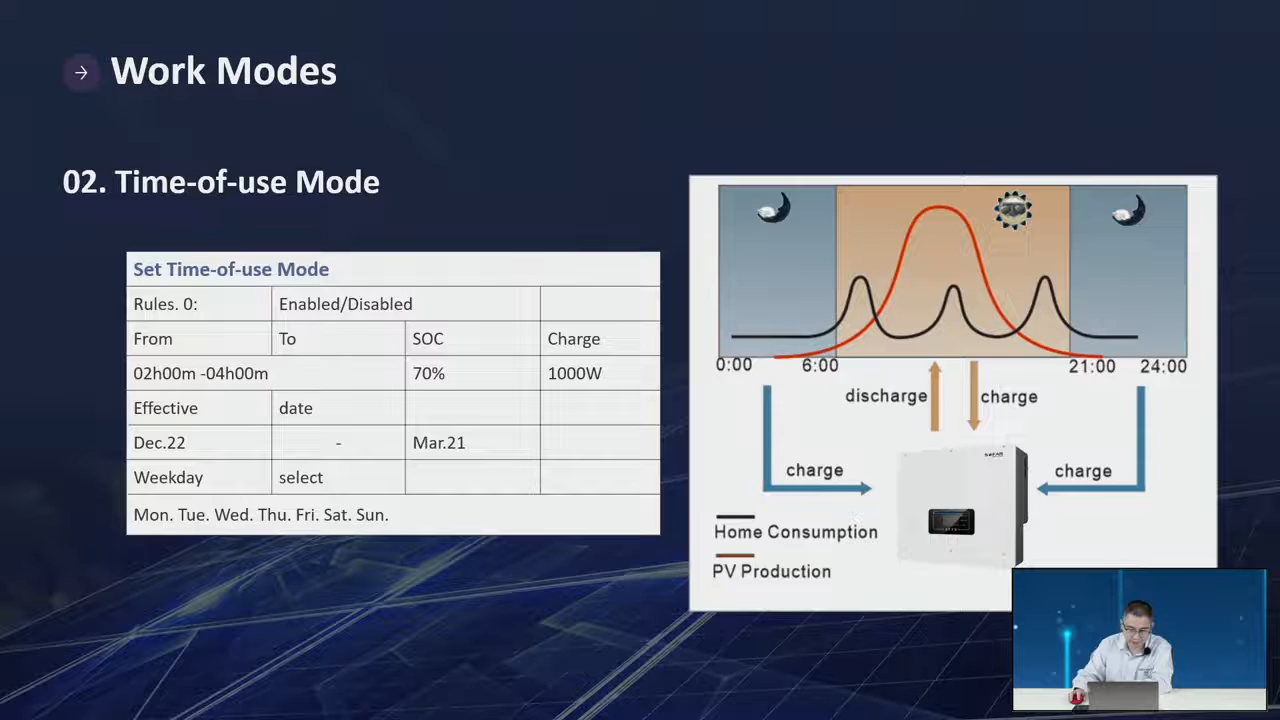 Work Modes
02. Time-of-use Mode
Set Time-of-use Mode
Rules. 0: Enabled/Disabled
From To SOC Charge
02h00m -04h00m 70% 1000W
Effective date
Dec.22 - Mar.21
Weekday select
Mon. Tue. Wed. Thu. Fri. Sat. Sun.
0:00 6:00 21:00 24:00
discharge charge
charge charge
SOFAR
Home Consumption
PV Production